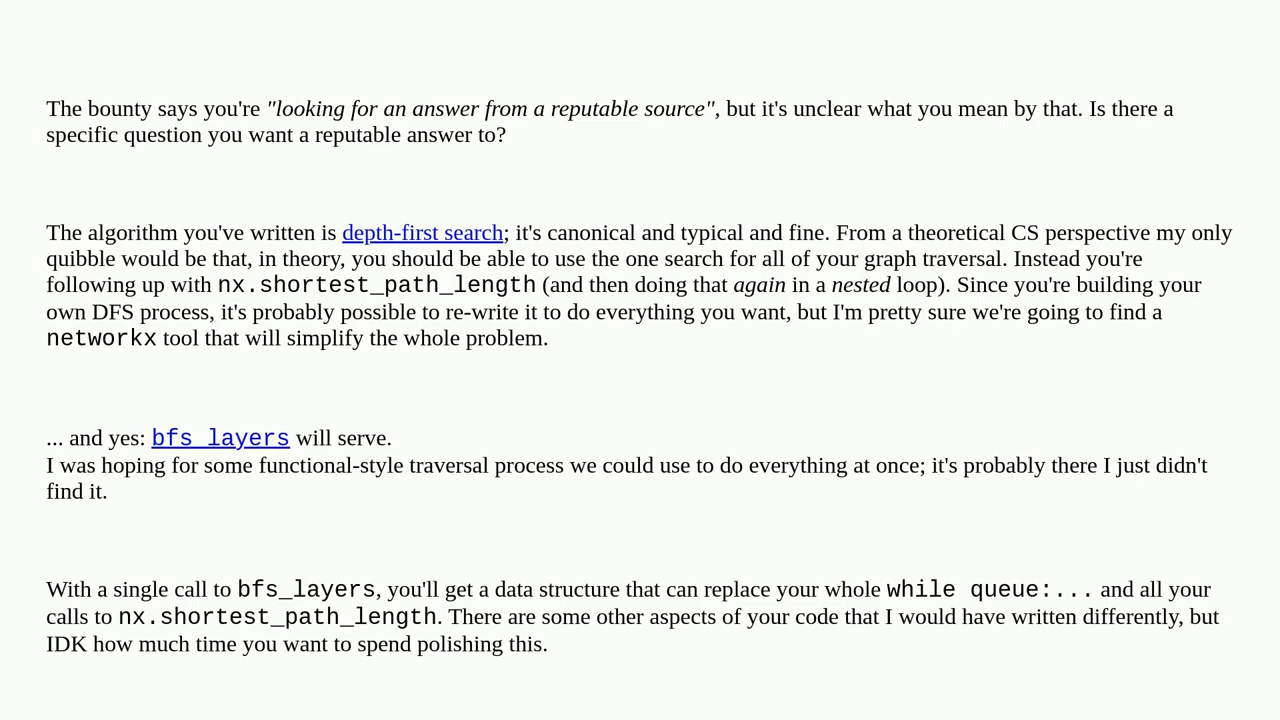 The bounty says you're "looking for an answer from a reputable source", but it's unclear what you mean by that. Is there a
specific question you want a reputable answer to?
The algorithm you've written is depth-first search; it's canonical and typical and fine. From a theoretical CS perspective my only
quibble would be that, in theory, you should be able to use the one search for all of your graph traversal. Instead you're
following up with nx.shortest_path_length (and then doing that again in a nested loop). Since you're building your
own DFS process, it's probably possible to re-write it to do everything you want, but I'm pretty sure we're going to find a
networkx tool that will simplify the whole problem.
... and yes: bfs_layers will serve.
I was hoping for some functional-style traversal process we could use to do everything at once; it's probably there I just didn't
find it.
With a single call to bfs_layers, you'll get a data structure that can replace your whole while queue:... and all your
calls to nx.shortest_path_length. There are some other aspects of your code that I would have written differently, but
IDK how much time you want to spend polishing this.